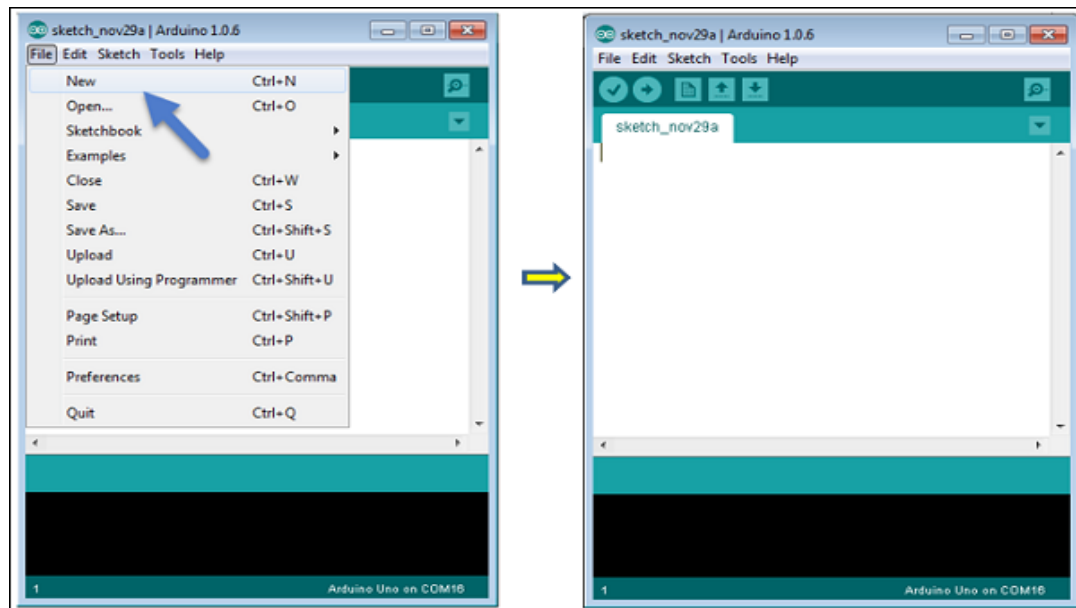 sketch_nov29a | Arduino 1.0.6
File Edit Sketch Tools Help
New Ctrl+N
Open... Ctrl+O
Sketchbook
Examples
Close Ctrl+W
Save Ctrl+S
Save As... Ctrl+Shift+S
Upload Ctrl+U
Upload Using Programmer Ctrl+Shift+U
Page Setup Ctrl+Shift+P
Print Ctrl+P
Preferences Ctrl+Comma
Quit Ctrl+Q
1 Arduino Uno on COM16
sketch_nov29a | Arduino 1.0.6
File Edit Sketch Tools Help
sketch_nov29a
1 Arduino Uno on COM16